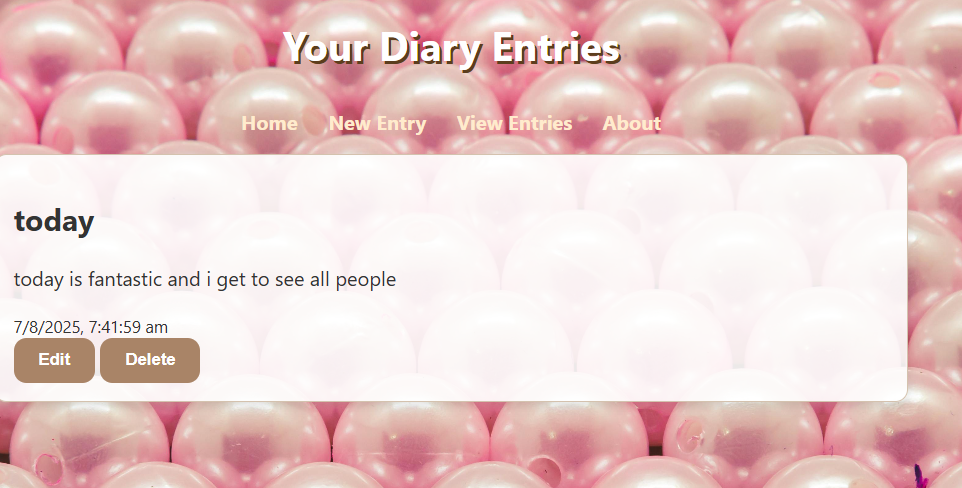 Your Diary Entries
Home New Entry View Entries About
today
today is fantastic and i get to see all people
7/8/2025, 7:41:59 am
Edit Delete